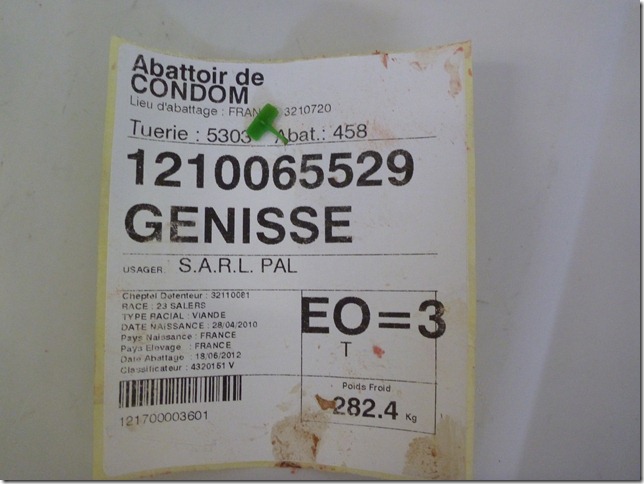 Abattoir de
CONDOM
Lieu d'abattage : FRAN 3210720
Tuerie : 5303 Abat.: 458
1210065529
GENISSE
USAGER: S.A.R.L. PAL
Cheptel Detenteur : 32110081
RACE : 23 SALERS
TYPE RACIAL : VIANDE
DATE NAISSANCE : 28/04/2010
Pays Naissance : FRANCE
Pays Elevage : FRANCE
Date Abattage : 18/06/2012
Classificateur : 4320151 V
121700003601
EO=3
T
Poids Froid
282.4 Kg